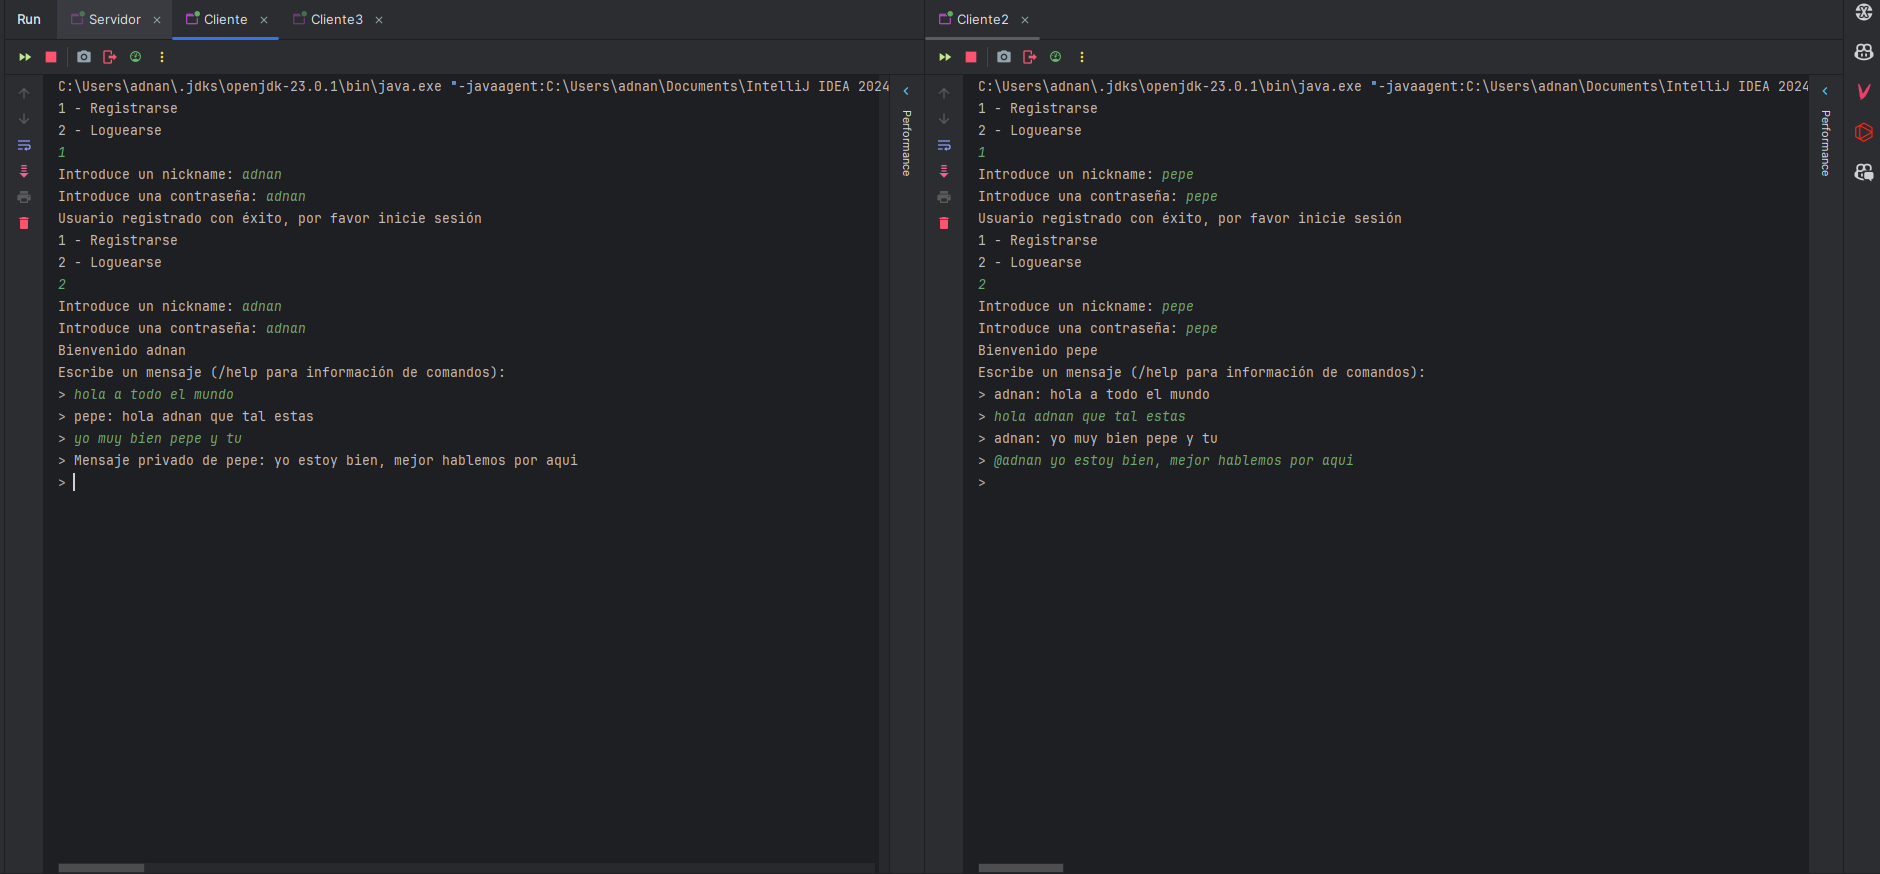 Run Servidor Cliente Cliente3
C:\Users\adnan\.jdks\openjdk-23.0.1\bin\java.exe "-javaagent:C:\Users\adnan\Documents\IntelliJ IDEA 2024
1 - Registrarse
2 - Loguearse
1
Introduce un nickname: adnan
Introduce una contraseña: adnan
Usuario registrado con éxito, por favor inicie sesión
1 - Registrarse
2 - Loguearse
2
Introduce un nickname: adnan
Introduce una contraseña: adnan
Bienvenido adnan
Escribe un mensaje (/help para información de comandos):
> hola a todo el mundo
> pepe: hola adnan que tal estas
> yo muy bien pepe y tu
> Mensaje privado de pepe: yo estoy bien, mejor hablemos por aqui
>
Performance
Cliente2
C:\Users\adnan\.jdks\openjdk-23.0.1\bin\java.exe "-javaagent:C:\Users\adnan\Documents\IntelliJ IDEA 2024
1 - Registrarse
2 - Loguearse
1
Introduce un nickname: pepe
Introduce una contraseña: pepe
Usuario registrado con éxito, por favor inicie sesión
1 - Registrarse
2 - Loguearse
2
Introduce un nickname: pepe
Introduce una contraseña: pepe
Bienvenido pepe
Escribe un mensaje (/help para información de comandos):
> adnan: hola a todo el mundo
> hola adnan que tal estas
> adnan: yo muy bien pepe y tu
> @adnan yo estoy bien, mejor hablemos por aqui
>
Performance